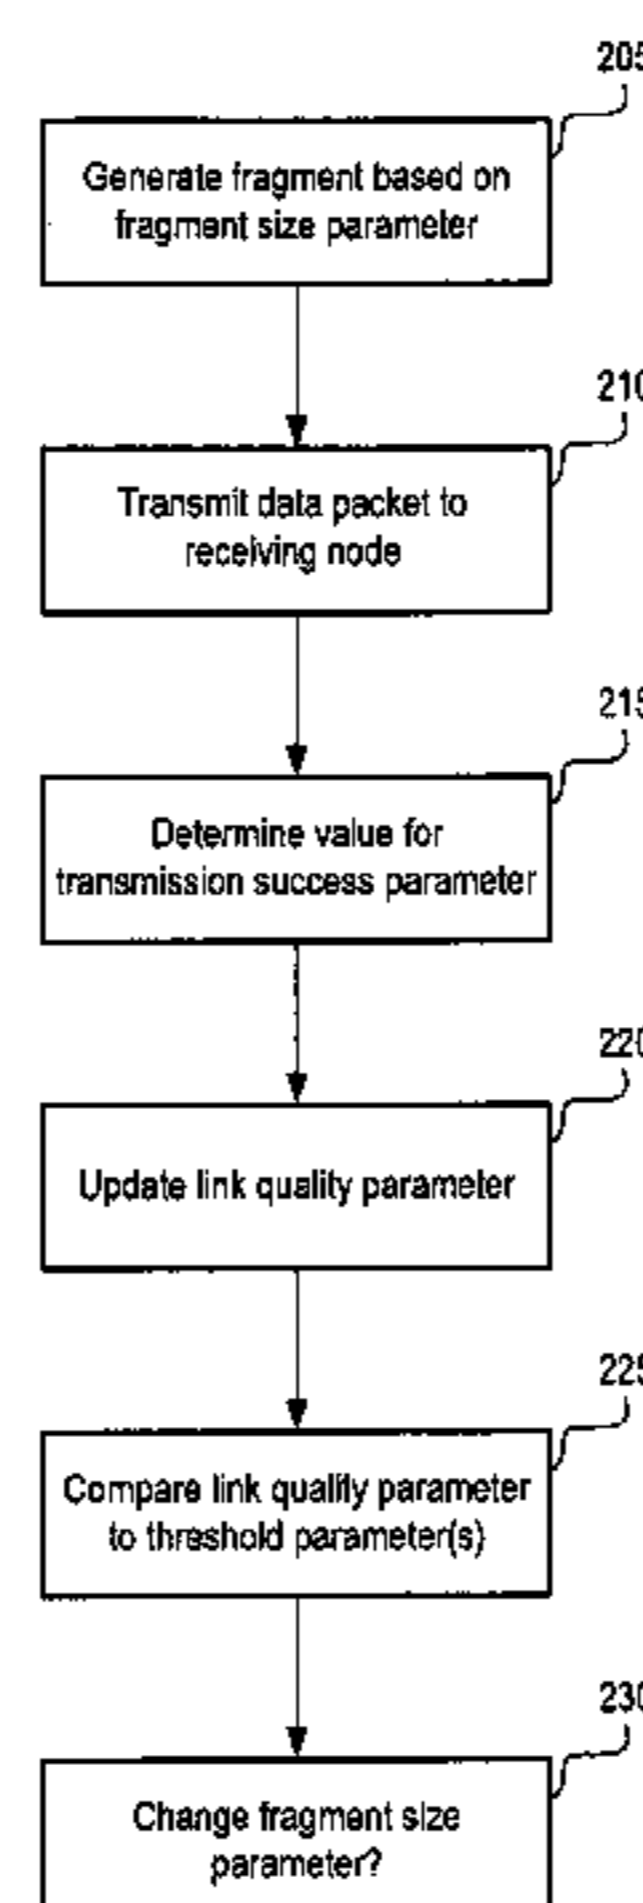 205
Generate fragment based on
fragment size parameter
210
Transmit data packet to
receiving node
215
Determine value for
transmission success parameter
220
Update link quality parameter
225
Compare link quality parameter
to threshold parameter(s)
230
Change fragment size
parameter?